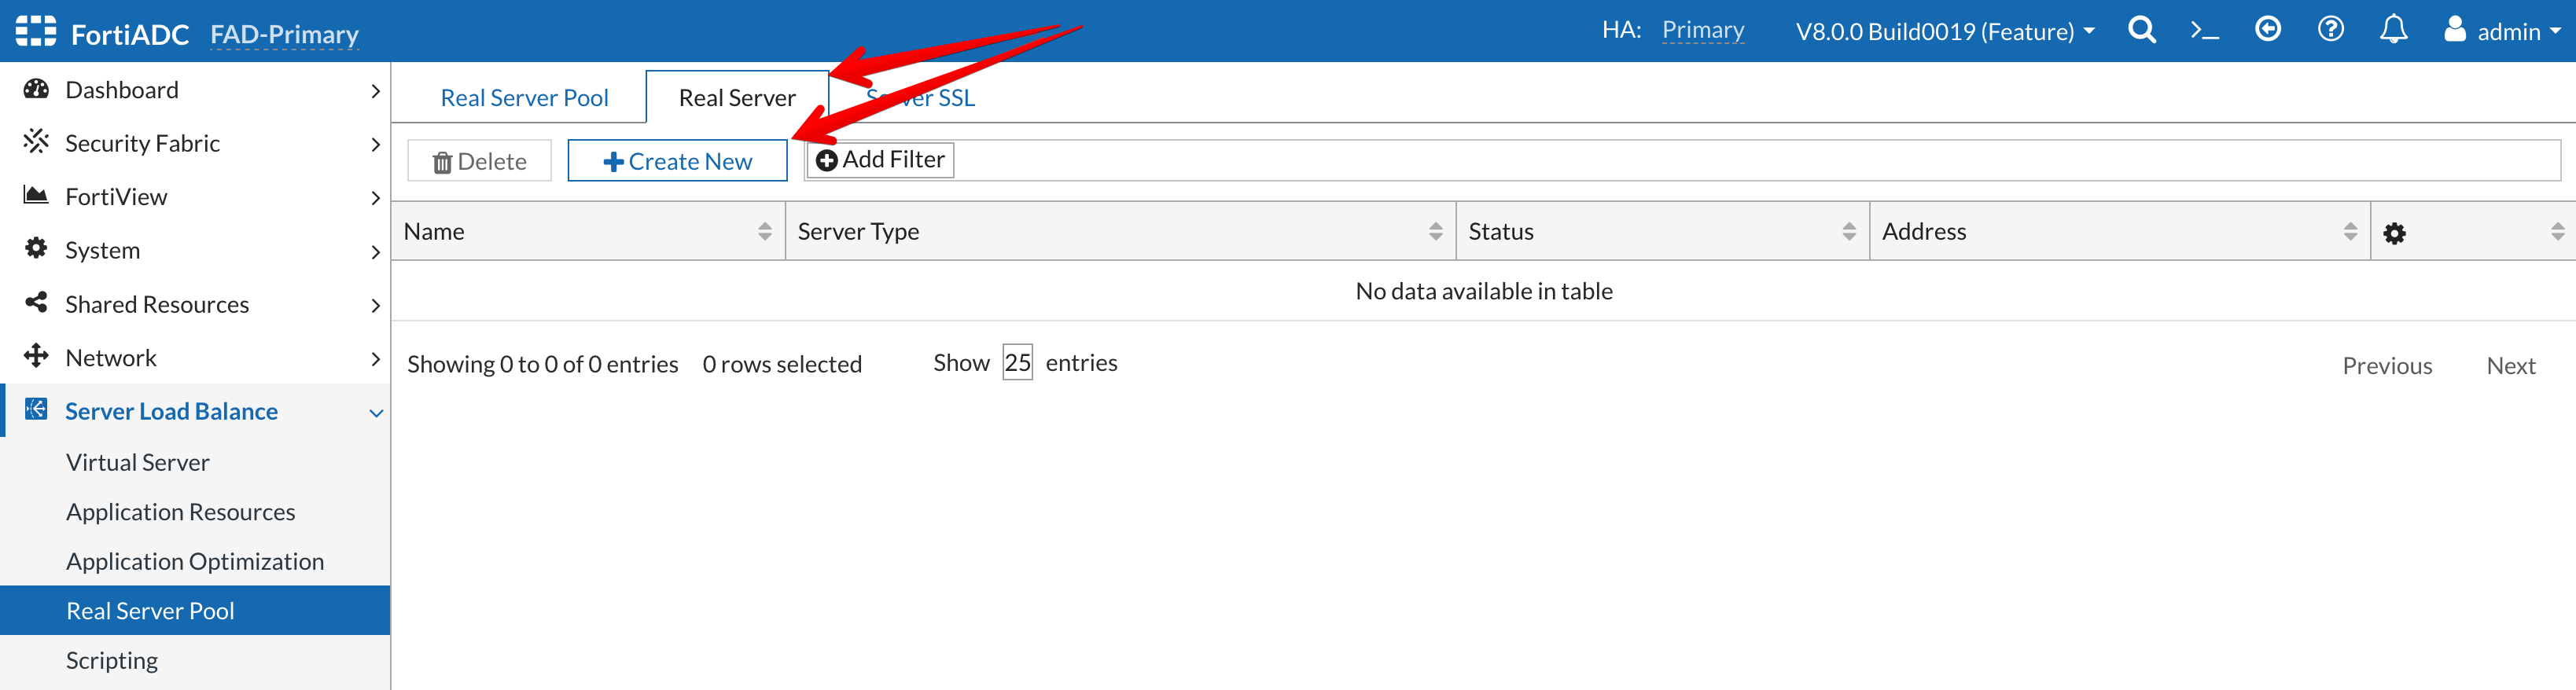 FortiADC FAD-Primary HA: Primary V8.0.0 Build0019 (Feature) admin
Dashboard
Security Fabric
FortiView
System
Shared Resources
Network
Server Load Balance
Virtual Server
Application Resources
Application Optimization
Real Server Pool
Scripting
Real Server Pool Real Server Server SSL
Delete Create New Add Filter
Name Server Type Status Address
No data available in table
Showing 0 to 0 of 0 entries 0 rows selected Show 25 entries Previous Next